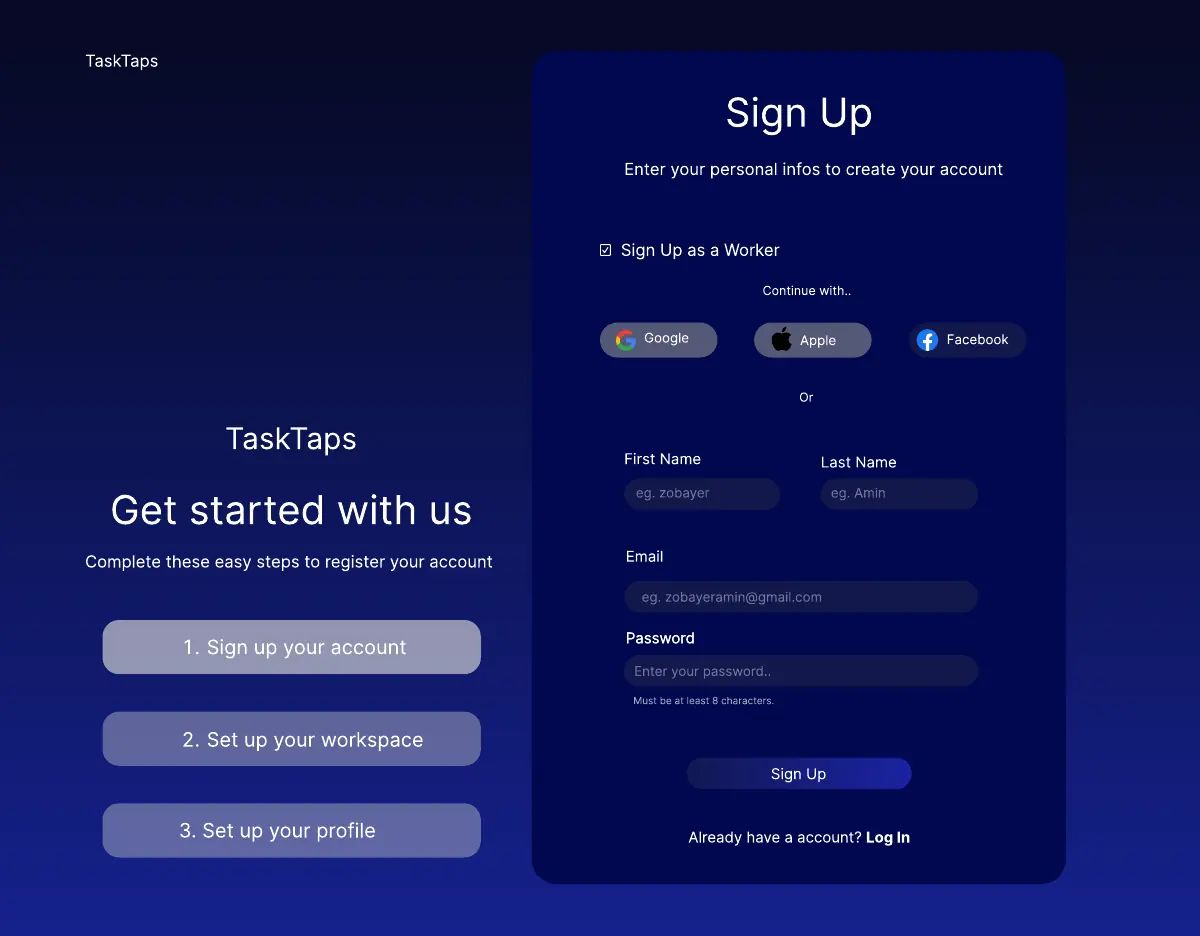 TaskTaps
TaskTaps
Get started with us
Complete these easy steps to register your account
1. Sign up your account
2. Set up your workspace
3. Set up your profile
Sign Up
Enter your personal infos to create your account
Sign Up as a Worker
Continue with..
Google Apple Facebook
Or
First Name Last Name
eg. zobayer eg. Amin
Email
eg. zobayeramin@gmail.com
Password
Enter your password..
Must be at least 8 characters.
Sign Up
Already have a account? Log In